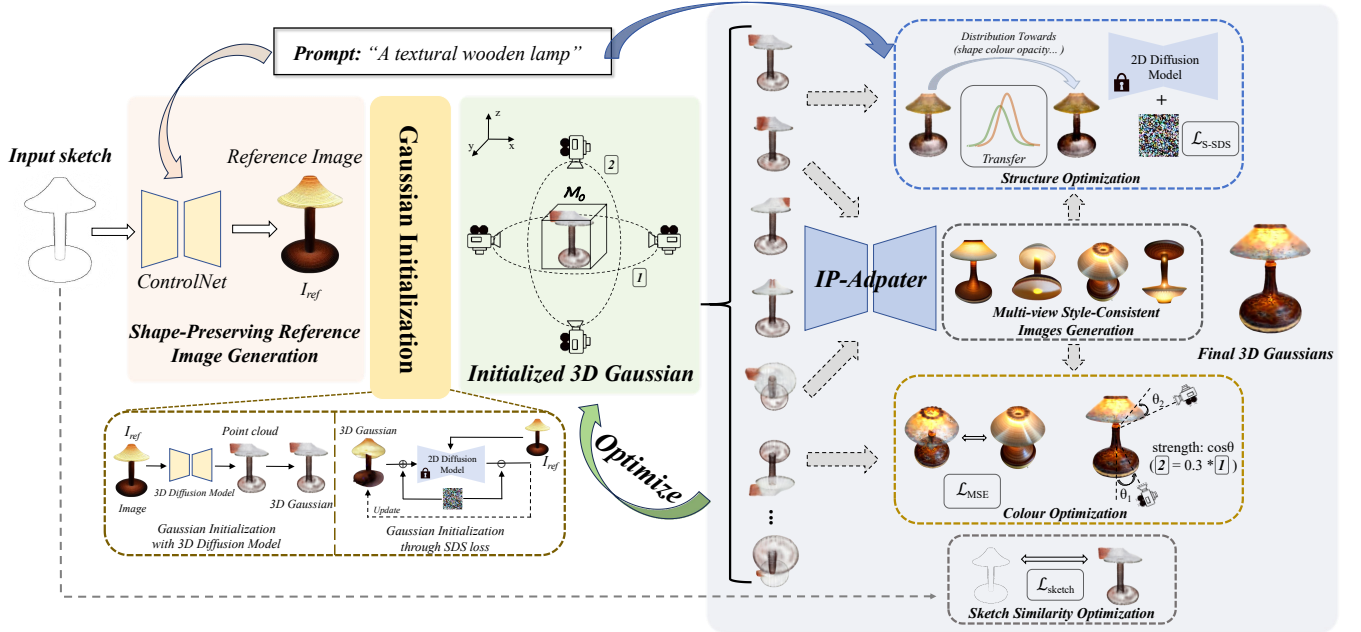 Prompt: “A textural wooden lamp”
Input sketch
ControlNet
Reference Image
I_ref
Shape-Preserving Reference
Image Generation
Gaussian Initialization
z
y
x
M_0
2
1
Initialized 3D Gaussian
I_ref
Image
3D Diffusion Model
Point cloud
3D Gaussian
Gaussian Initialization
with 3D Diffusion Model
3D Gaussian
2D Diffusion
Model
I_ref
Update
Gaussian Initialization
through SDS loss
Optimize
IP-Adpater
Distribution Towards
(shape colour opacity... )
Transfer
2D Diffusion
Model
+
L_S-SDS
Structure Optimization
Multi-view Style-Consistent
Images Generation
Final 3D Gaussians
L_MSE
θ_2
strength: cosθ
( 2 = 0.3 * 1 )
θ_1
Colour Optimization
L_sketch
Sketch Similarity Optimization